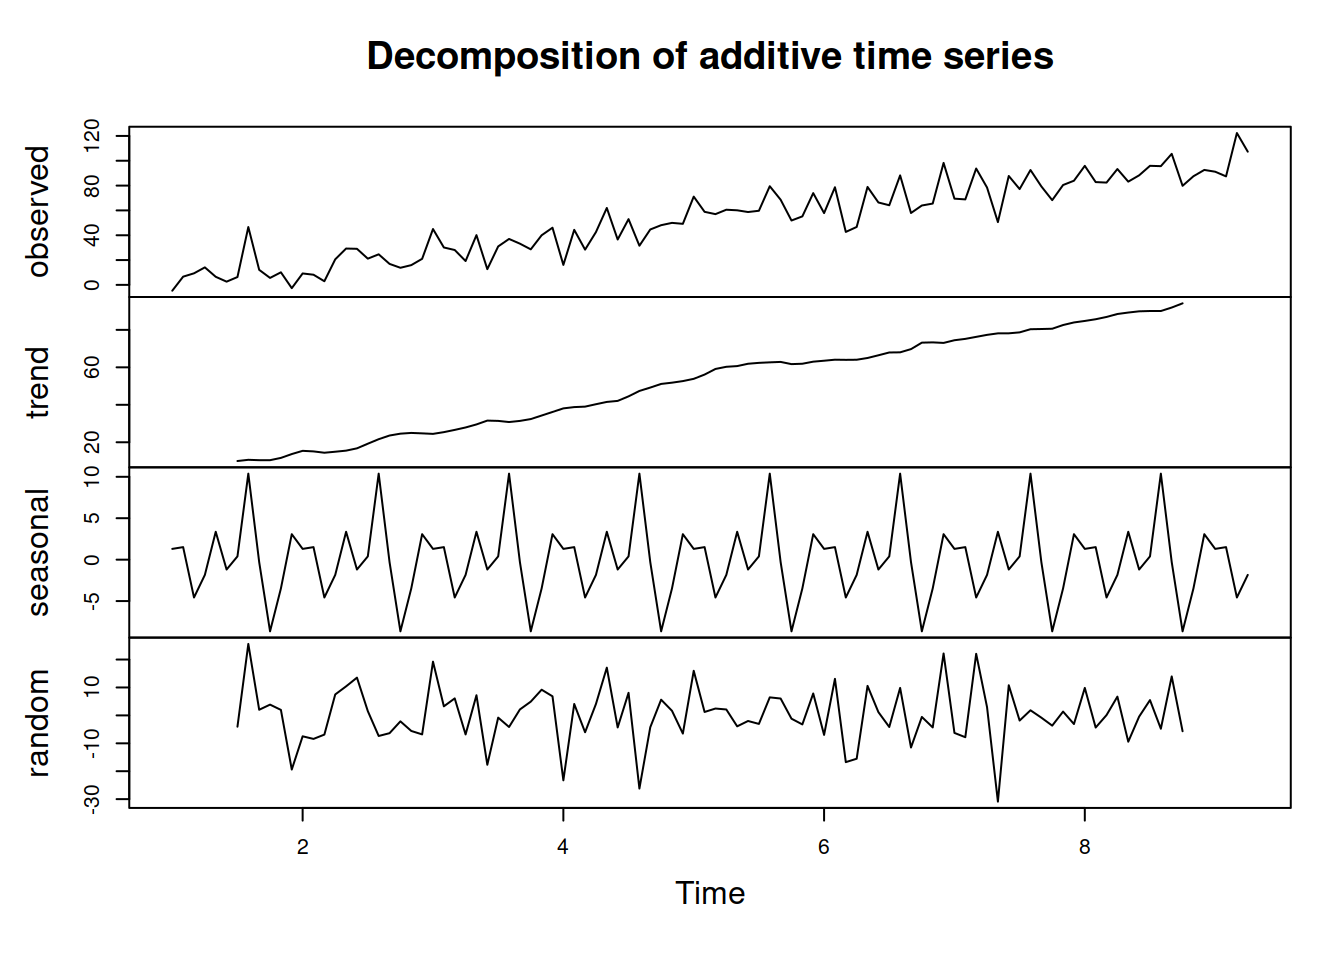 Decomposition of additive time series
observed
0 40 80 120
trend
20 60
seasonal
-5 0 5 10
random
-30 -10 10
2 4 6 8
Time